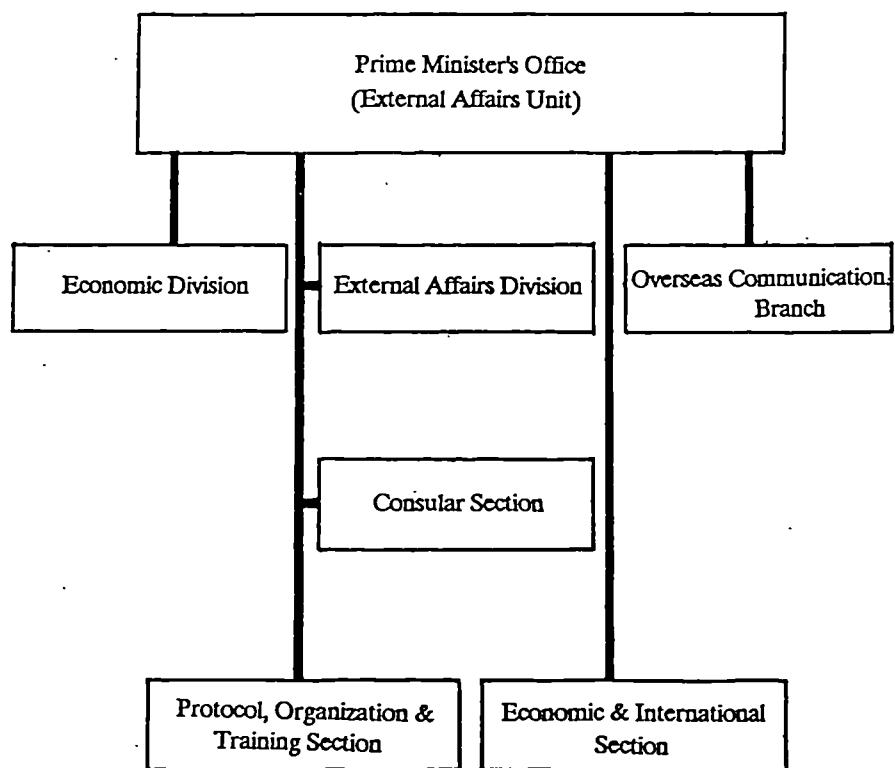 Prime Minister's Office
(External Affairs Unit)
Economic Division
External Affairs Division
Overseas Communication
Branch
Consular Section
Protocol, Organization &
Training Section
Economic & International
Section